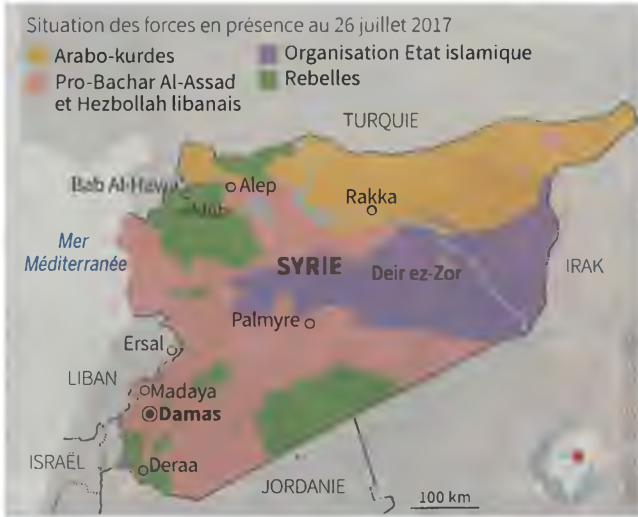 Situation des forces en présence au 26 juillet 2017
Arabo-kurdes
Organisation Etat islamique
Pro-Bachar Al-Assad
et Hezbollah libanais
Rebelles
TURQUIE
Bab Al-Hawa
Alep
Rakka
Mer
Méditerranée
SYRIE
Deir ez-Zor
IRAK
Palmyre
Ersal
LIBAN
Madaya
Damas
ISRAËL
Deraa
JORDANIE
100 km